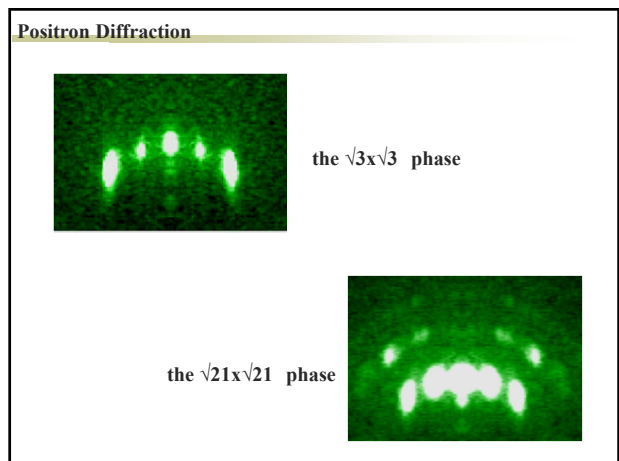 Positron Diffraction
the √3x√3 phase
the √21x√21 phase